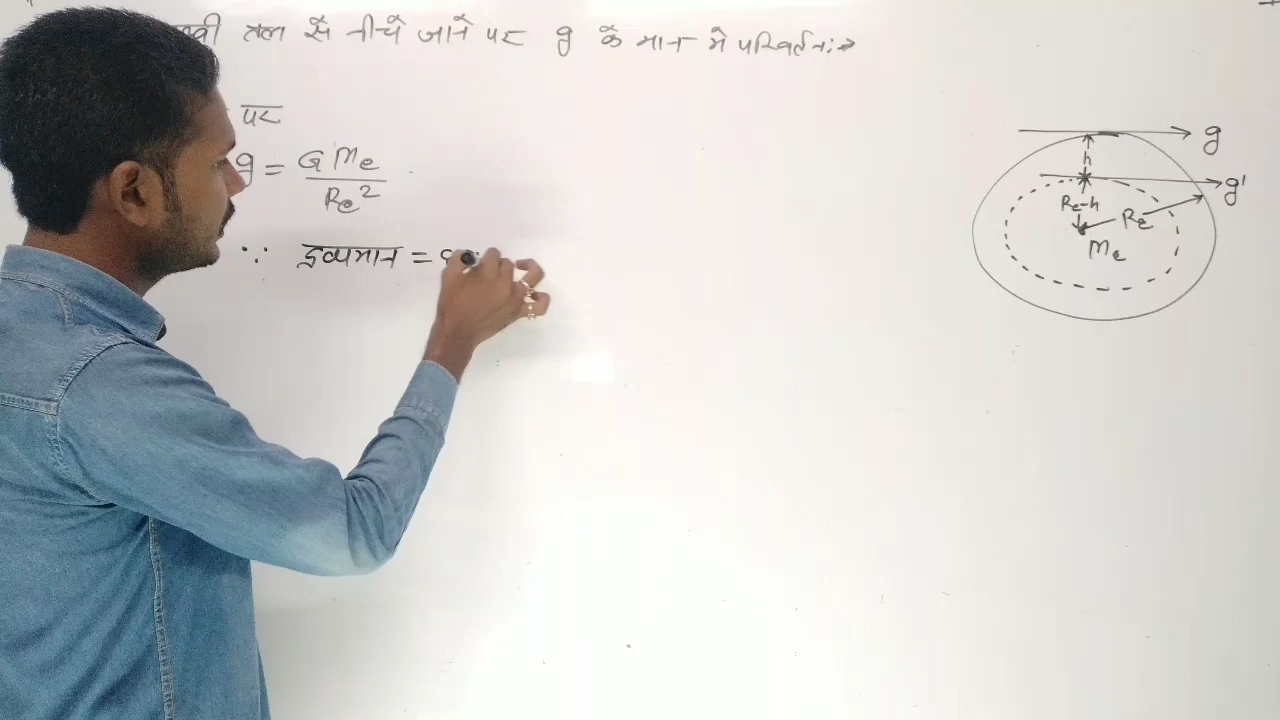 तल से नीचे जाने पर g के मान मे परिवर्तन:→
पर
g = G Me / Re²
∵ द्रव्यमान =
g
h
g'
Re-h
Re
Me